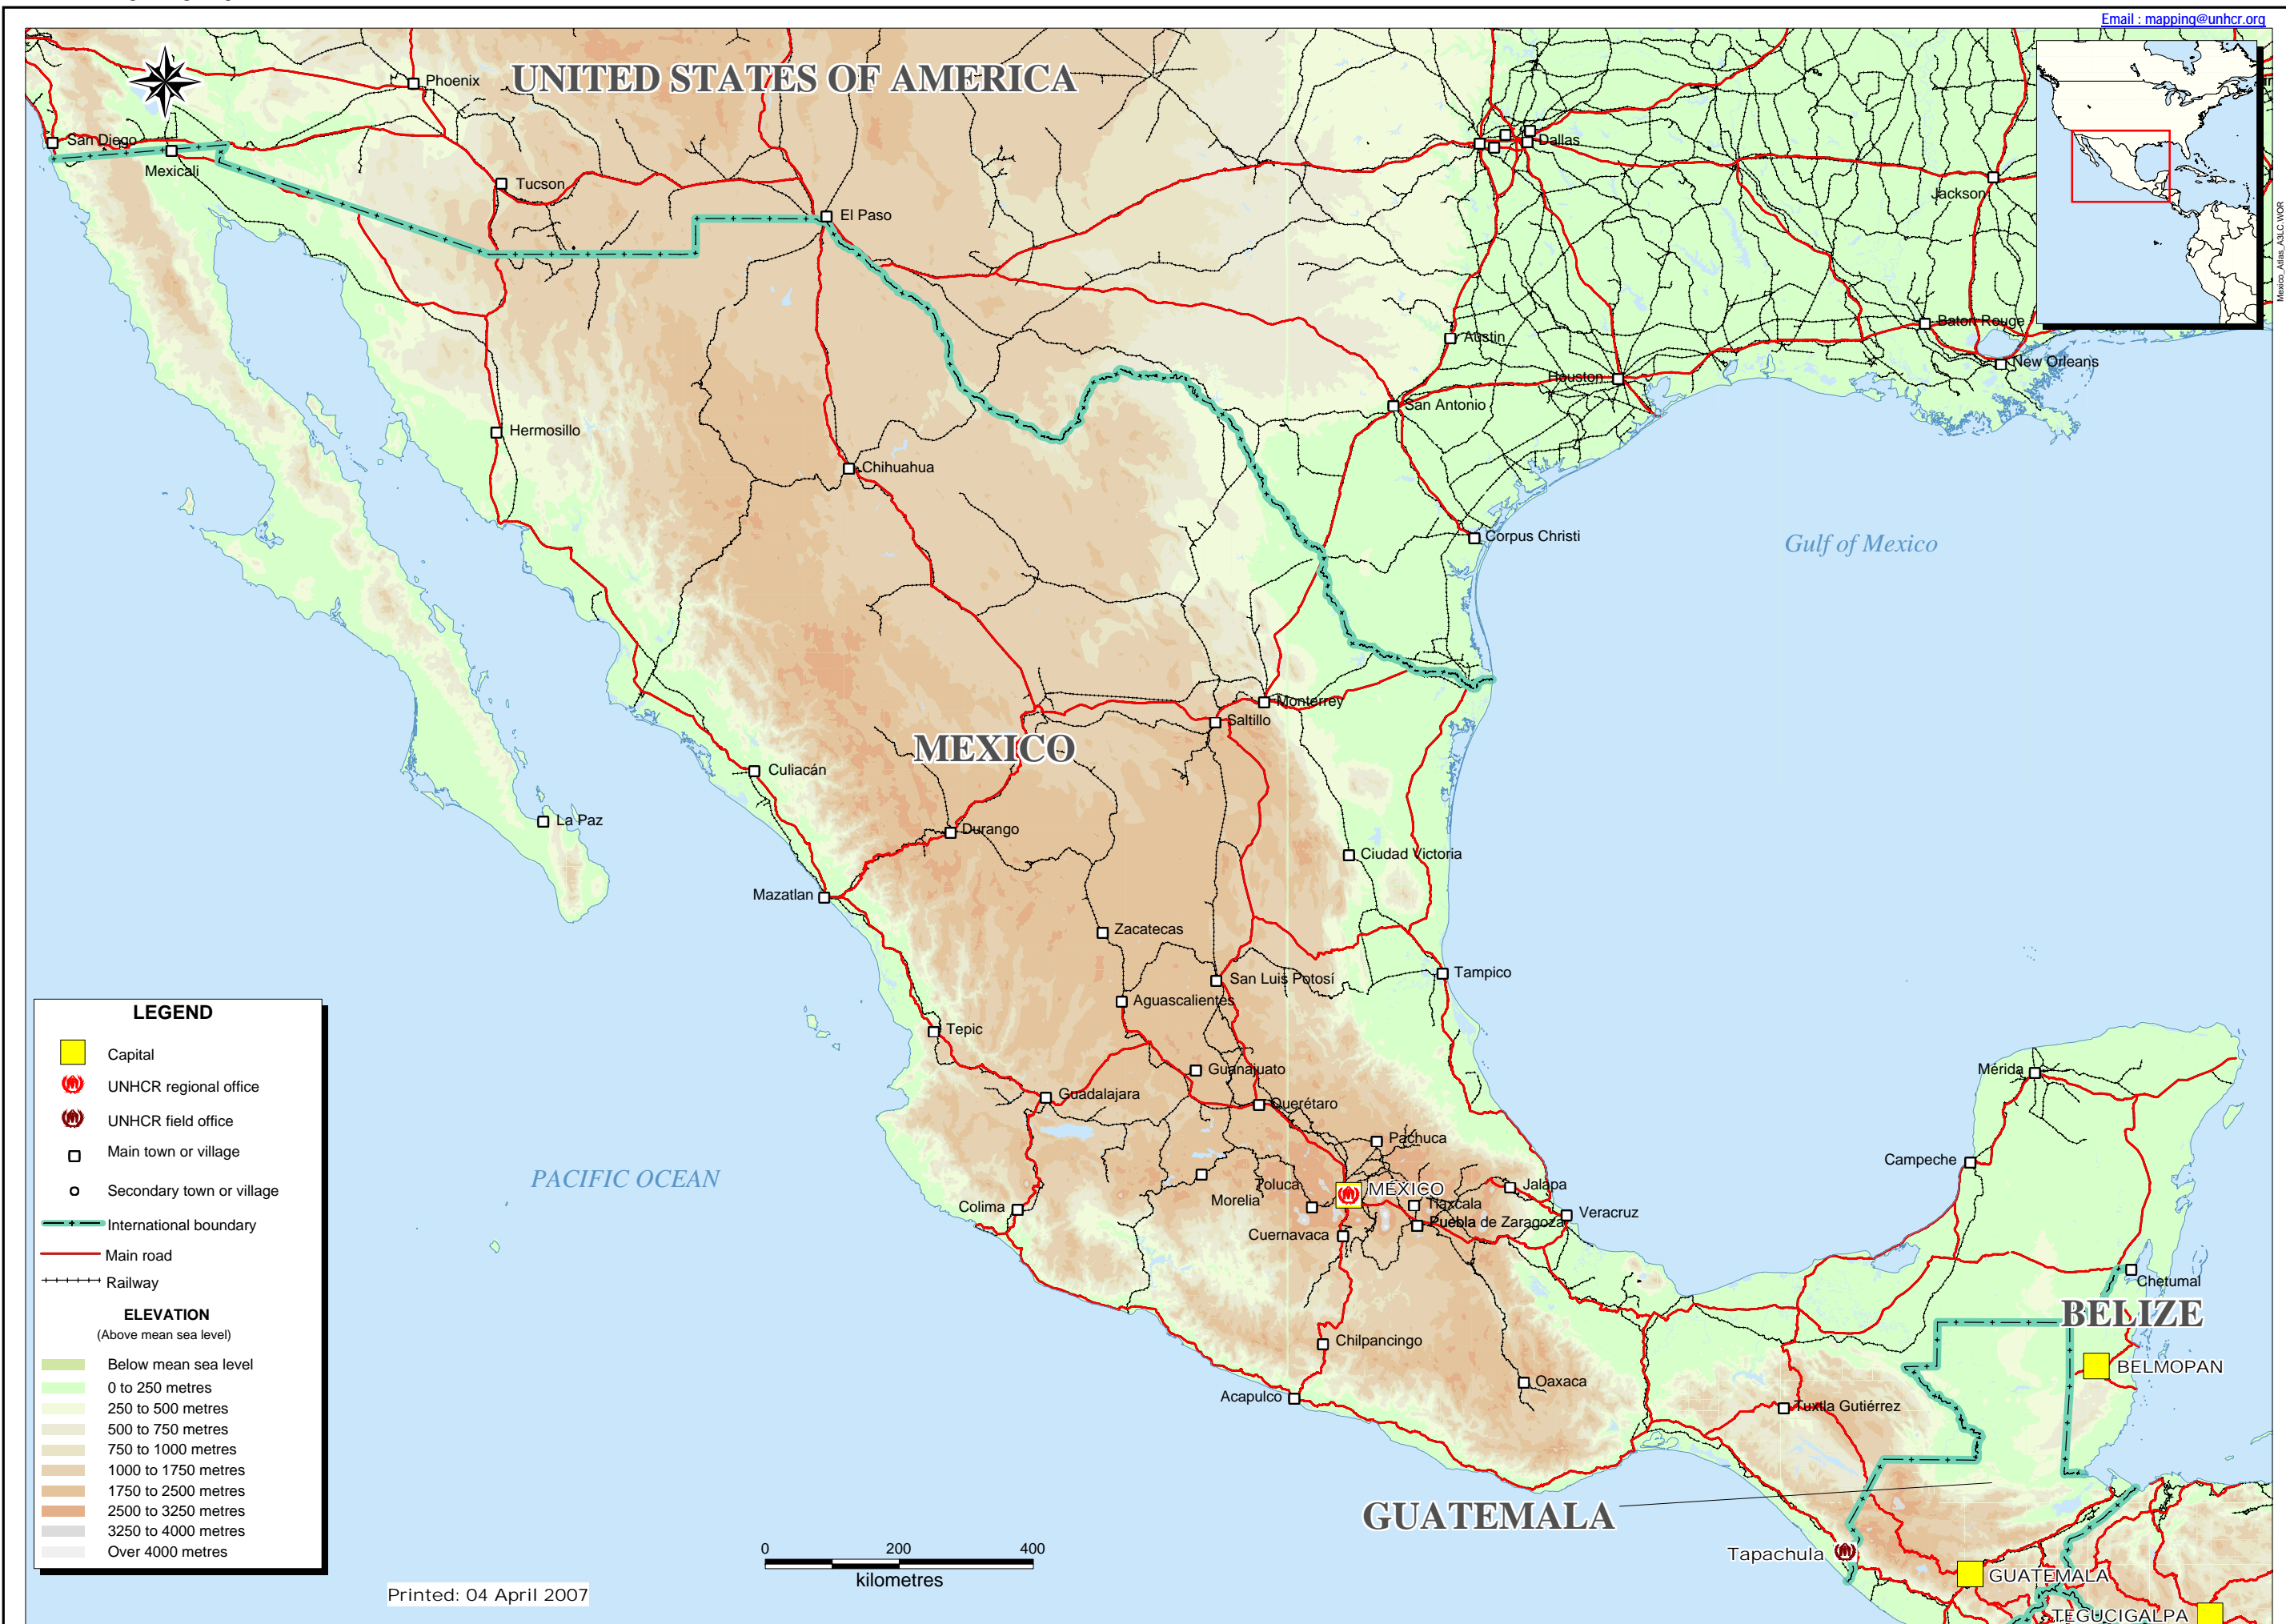 Email : mapping@unhcr.org
Mexico_Atlas_A3LC.WOR
UNITED STATES OF AMERICA
Phoenix
San Diego
Mexicali
Tucson
El Paso
Dallas
Jackson
Austin
Houston
Baton Rouge
New Orleans
San Antonio
Hermosillo
Chihuahua
Corpus Christi
Gulf of Mexico
Monterrey
Saltillo
MEXICO
Culiacán
La Paz
Durango
Ciudad Victoria
Mazatlan
Zacatecas
San Luis Potosí
Tampico
Aguascalientes
Tepic
Guanajuato
Guadalajara
Querétaro
Mérida
Pachuca
Campeche
PACIFIC OCEAN
Toluca
MÉXICO
Jalapa
Morelia
Tlaxcala
Colima
Puebla de Zaragoza
Veracruz
Cuernavaca
Chetumal
BELIZE
Chilpancingo
BELMOPAN
Oaxaca
Acapulco
Tuxtla Gutiérrez
GUATEMALA
Tapachula
GUATEMALA
TEGUCIGALPA
LEGEND
Capital
UNHCR regional office
UNHCR field office
Main town or village
Secondary town or village
International boundary
Main road
Railway
ELEVATION
(Above mean sea level)
Below mean sea level
0 to 250 metres
250 to 500 metres
500 to 750 metres
750 to 1000 metres
1000 to 1750 metres
1750 to 2500 metres
2500 to 3250 metres
3250 to 4000 metres
Over 4000 metres
Printed: 04 April 2007
0 200 400
kilometres